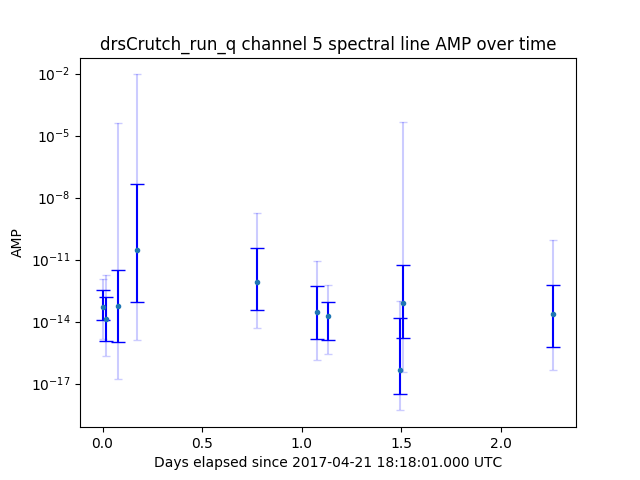 drsCrutch_run_q channel 5 spectral line AMP over time
10⁻²
10⁻⁵
10⁻⁸
10⁻¹¹
10⁻¹⁴
10⁻¹⁷
AMP
0.0 0.5 1.0 1.5 2.0
Days elapsed since 2017-04-21 18:18:01.000 UTC